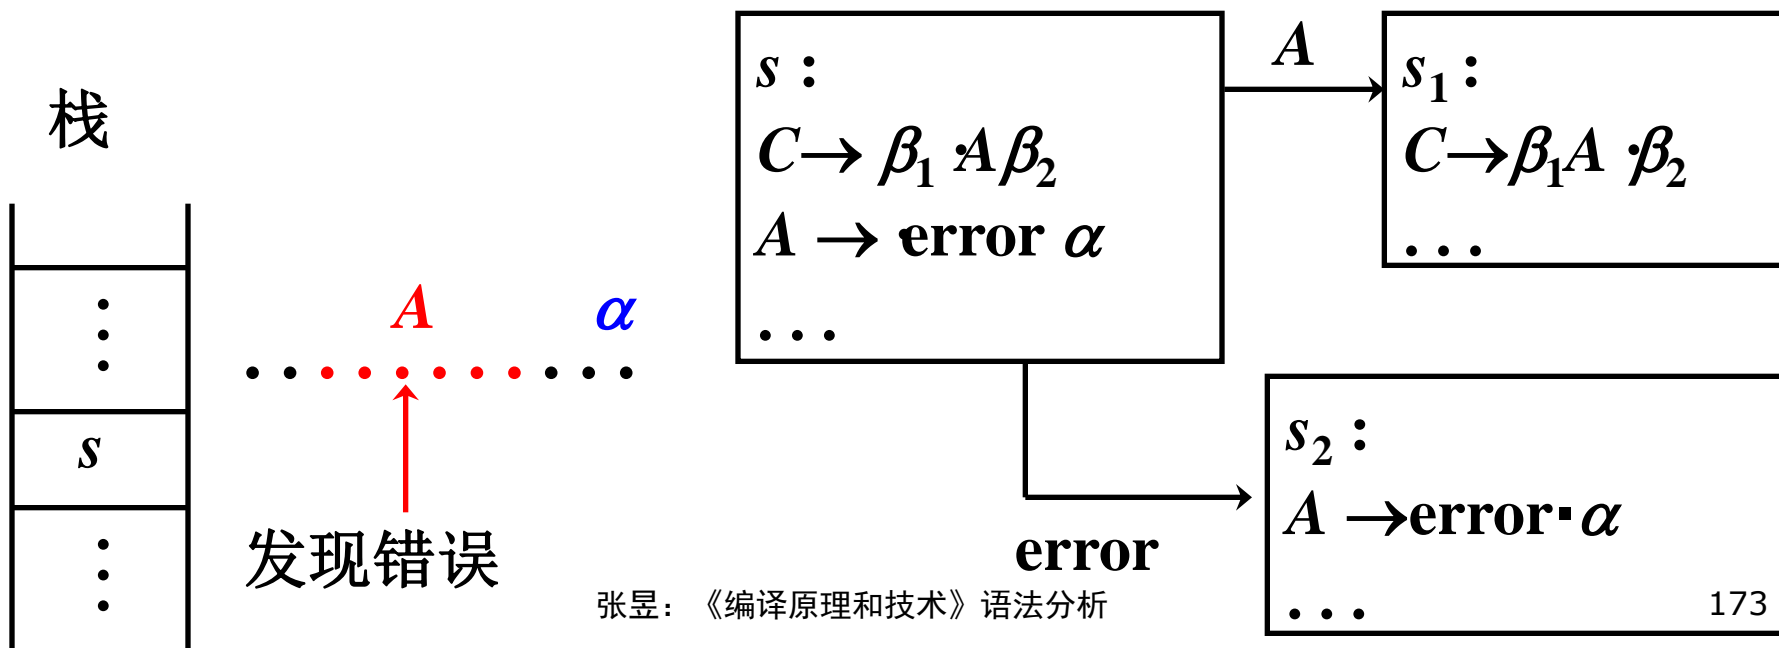 栈
s
A α
发现错误
s :
C→ β₁ ·Aβ₂
A → ·error α
...
A
s₁ :
C→β₁A ·β₂
...
error
s₂ :
A →error· α
...
张昱：《编译原理和技术》语法分析
173